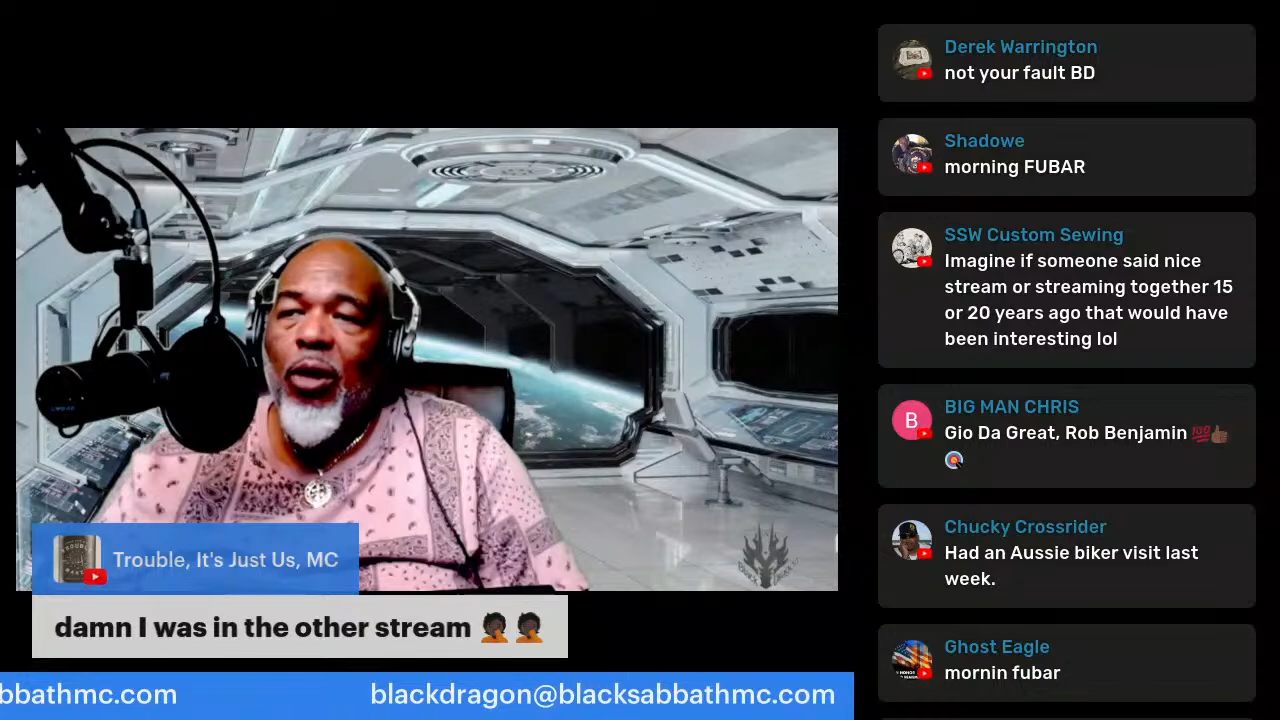 Derek Warrington
not your fault BD
Shadowe
morning FUBAR
SSW Custom Sewing
Imagine if someone said nice
stream or streaming together 15
or 20 years ago that would have
been interesting lol
B
BIG MAN CHRIS
Gio Da Great, Rob Benjamin 💯👍🏾
🎯
Chucky Crossrider
Had an Aussie biker visit last
week.
Ghost Eagle
mornin fubar
Trouble, It's Just Us, MC
damn I was in the other stream 🤦🏿🤦🏿
bbathmc.com blackdragon@blacksabbathmc.com